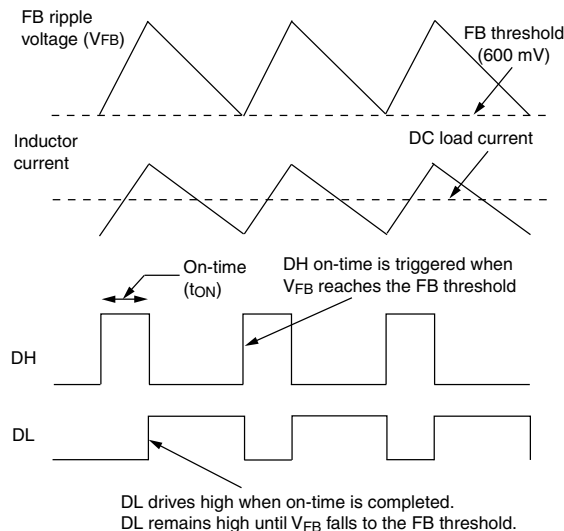 FB ripple
voltage (VFB)
FB threshold
(600 mV)
Inductor
current
DC load current
On-time
(tON)
DH on-time is triggered when
VFB reaches the FB threshold
DH
DL
DL drives high when on-time is completed.
DL remains high until VFB falls to the FB threshold.